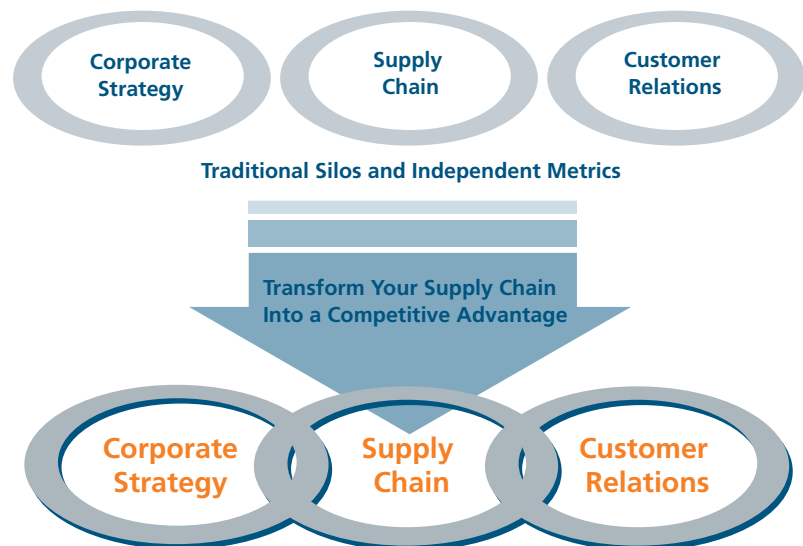 Corporate
Strategy
Supply
Chain
Customer
Relations
Traditional Silos and Independent Metrics
Transform Your Supply Chain
Into a Competitive Advantage
Corporate
Strategy
Supply
Chain
Customer
Relations